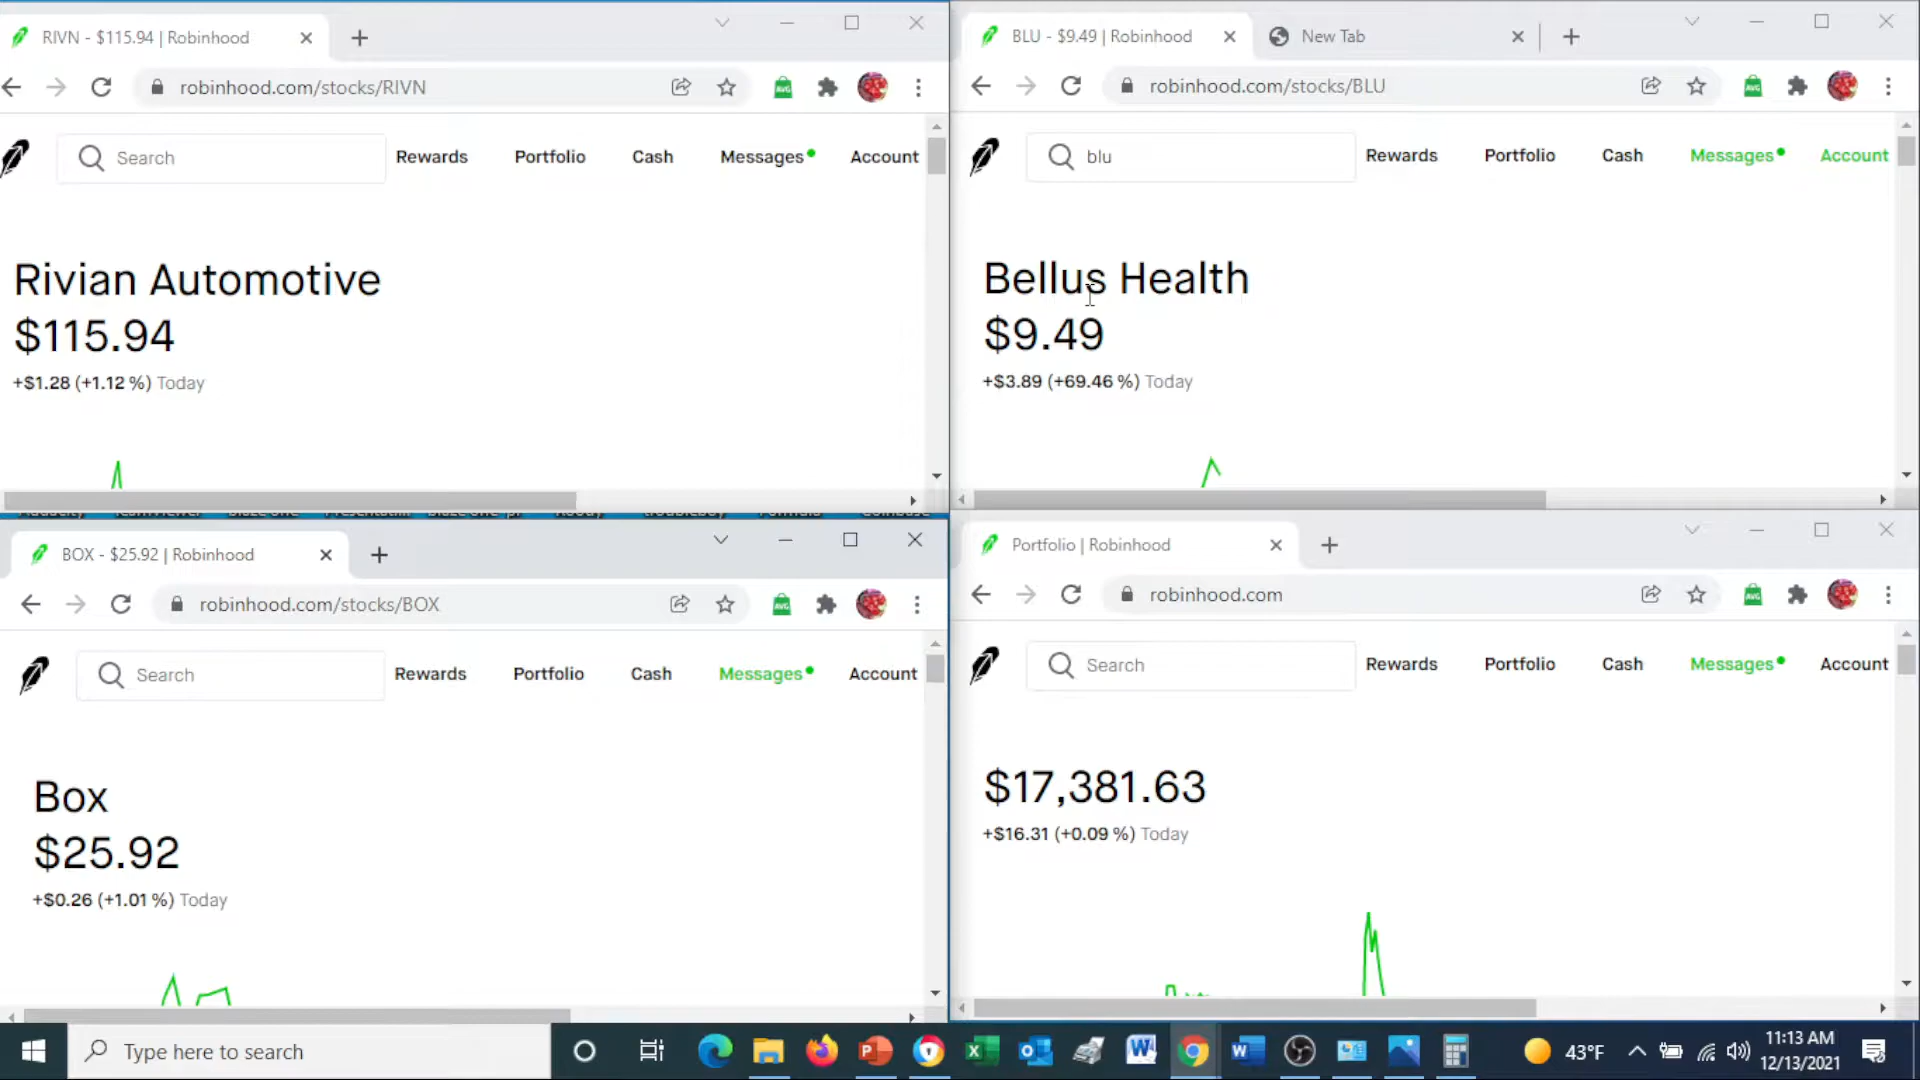 RIVN - $115.94 | Robinhood
robinhood.com/stocks/RIVN
Search
Rewards
Portfolio
Cash
Messages
Account
Rivian Automotive
$115.94
+$1.28 (+1.12 %) Today
BLU - $9.49 | Robinhood
New Tab
robinhood.com/stocks/BLU
blu
Rewards
Portfolio
Cash
Messages
Account
Bellus Health
$9.49
+$3.89 (+69.46 %) Today
BOX - $25.92 | Robinhood
robinhood.com/stocks/BOX
Search
Rewards
Portfolio
Cash
Messages
Account
Box
$25.92
+$0.26 (+1.01 %) Today
Portfolio | Robinhood
robinhood.com
Search
Rewards
Portfolio
Cash
Messages
Account
$17,381.63
+$16.31 (+0.09 %) Today
Type here to search
43°F
11:13 AM
12/13/2021